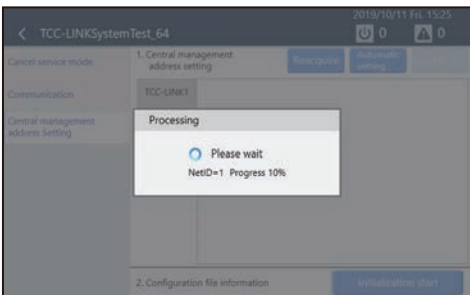 2019/10/11 Fri. 15:25
TCC-LINKSystemTest_64
0
0
Cancel service mode
1. Central management
address setting
Reacquire
Automatic
setting
Communication
TCC-LINK1
Central management
address Setting
Processing
Please wait
NetID=1 Progress 10%
2. Configuration file information
Initialization start